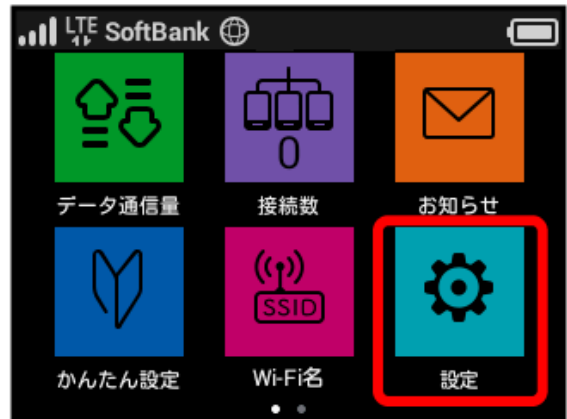 LTE SoftBank
0
データ通信量 接続数 お知らせ
SSID
かんたん設定 Wi-Fi名 設定